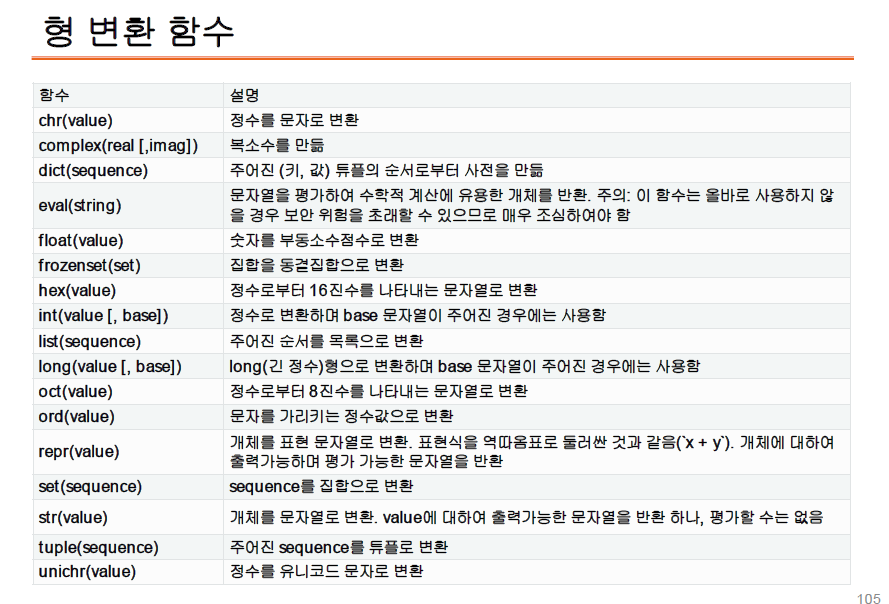 형 변환 함수
함수 설명
chr(value) 정수를 문자로 변환
complex(real [,imag]) 복소수를 만듦
dict(sequence) 주어진 (키, 값) 튜플의 순서로부터 사전을 만듦
eval(string) 문자열을 평가하여 수학적 계산에 유용한 개체를 반환. 주의: 이 함수는 올바로 사용하지 않
을 경우 보안 위험을 초래할 수 있으므로 매우 조심하여야 함
float(value) 숫자를 부동소수점수로 변환
frozenset(set) 집합을 동결집합으로 변환
hex(value) 정수로부터 16진수를 나타내는 문자열로 변환
int(value [, base]) 정수로 변환하며 base 문자열이 주어진 경우에는 사용함
list(sequence) 주어진 순서를 목록으로 변환
long(value [, base]) long(긴 정수)형으로 변환하며 base 문자열이 주어진 경우에는 사용함
oct(value) 정수로부터 8진수를 나타내는 문자열로 변환
ord(value) 문자를 가리키는 정수값으로 변환
repr(value) 개체를 표현 문자열로 변환. 표현식을 역따옴표로 둘러싼 것과 같음(`x + y`). 개체에 대하여
출력가능하며 평가 가능한 문자열을 반환
set(sequence) sequence를 집합으로 변환
str(value) 개체를 문자열로 변환. value에 대하여 출력가능한 문자열을 반환 하나, 평가할 수는 없음
tuple(sequence) 주어진 sequence를 튜플로 변환
unichr(value) 정수를 유니코드 문자로 변환
105